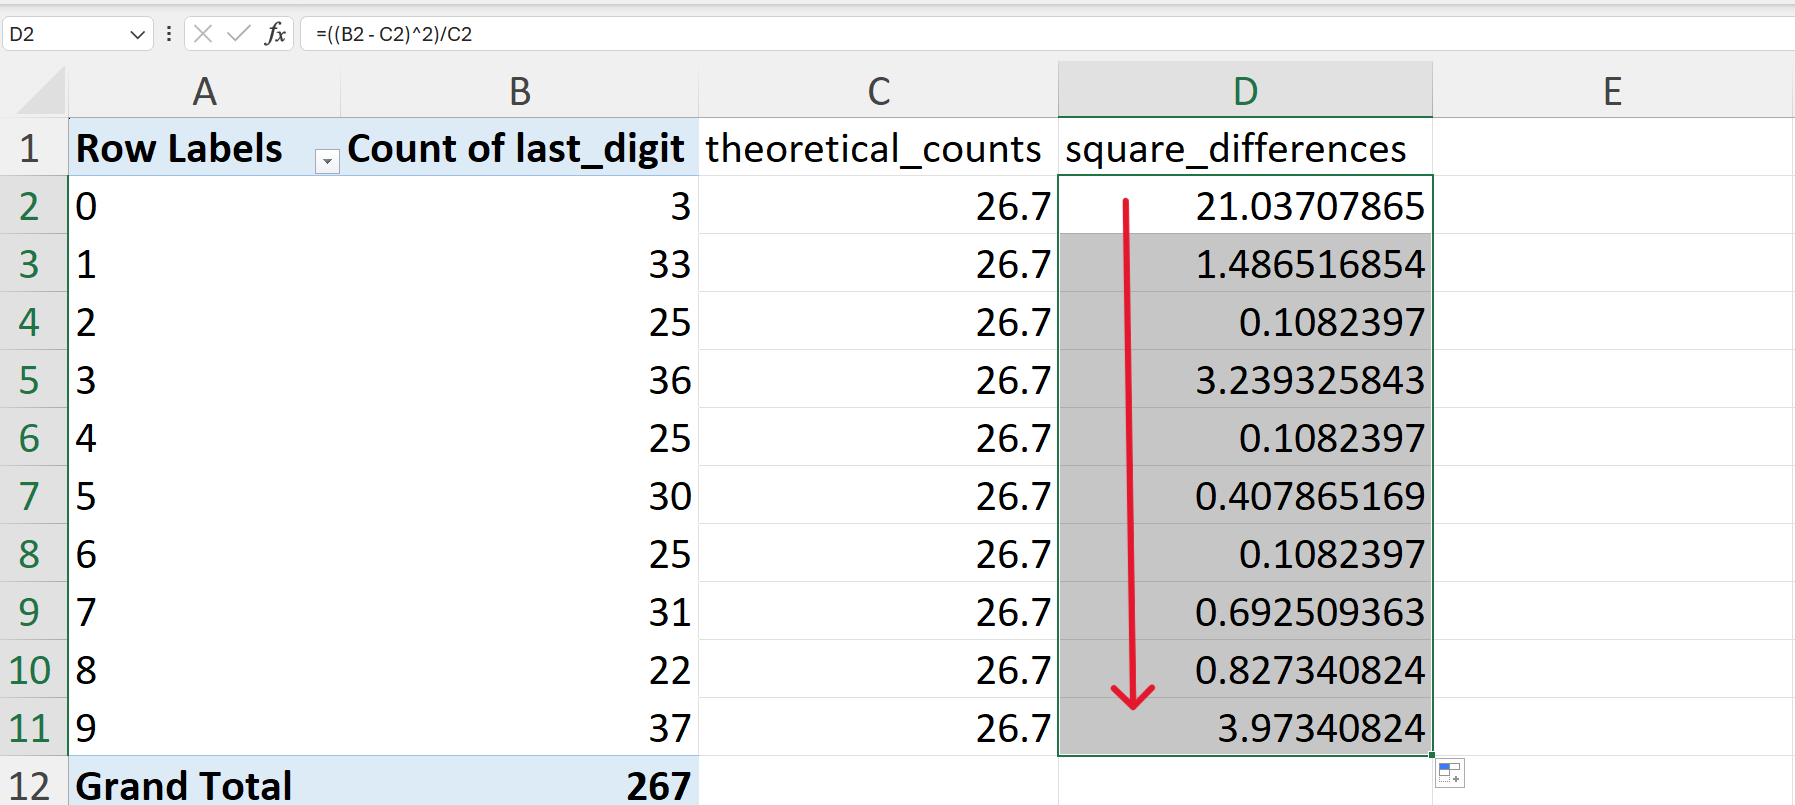 D2 fx =((B2 - C2)^2)/C2
A B C D E
1 Row Labels Count of last_digit theoretical_counts square_differences
2 0 3 26.7 21.03707865
3 1 33 26.7 1.486516854
4 2 25 26.7 0.1082397
5 3 36 26.7 3.239325843
6 4 25 26.7 0.1082397
7 5 30 26.7 0.407865169
8 6 25 26.7 0.1082397
9 7 31 26.7 0.692509363
10 8 22 26.7 0.827340824
11 9 37 26.7 3.97340824
12 Grand Total 267